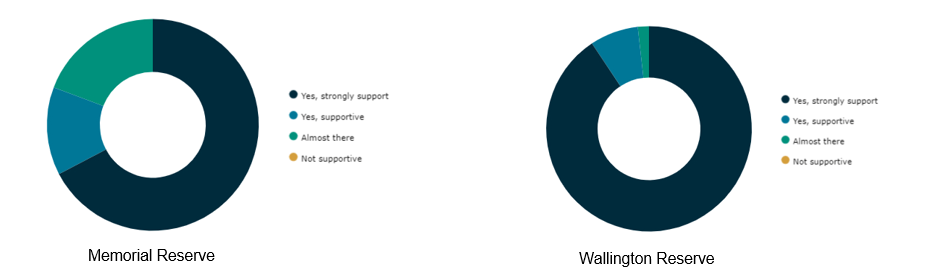 Yes, strongly support
Yes, supportive
Almost there
Not supportive
Memorial Reserve
Yes, strongly support
Yes, supportive
Almost there
Not supportive
Wallington Reserve